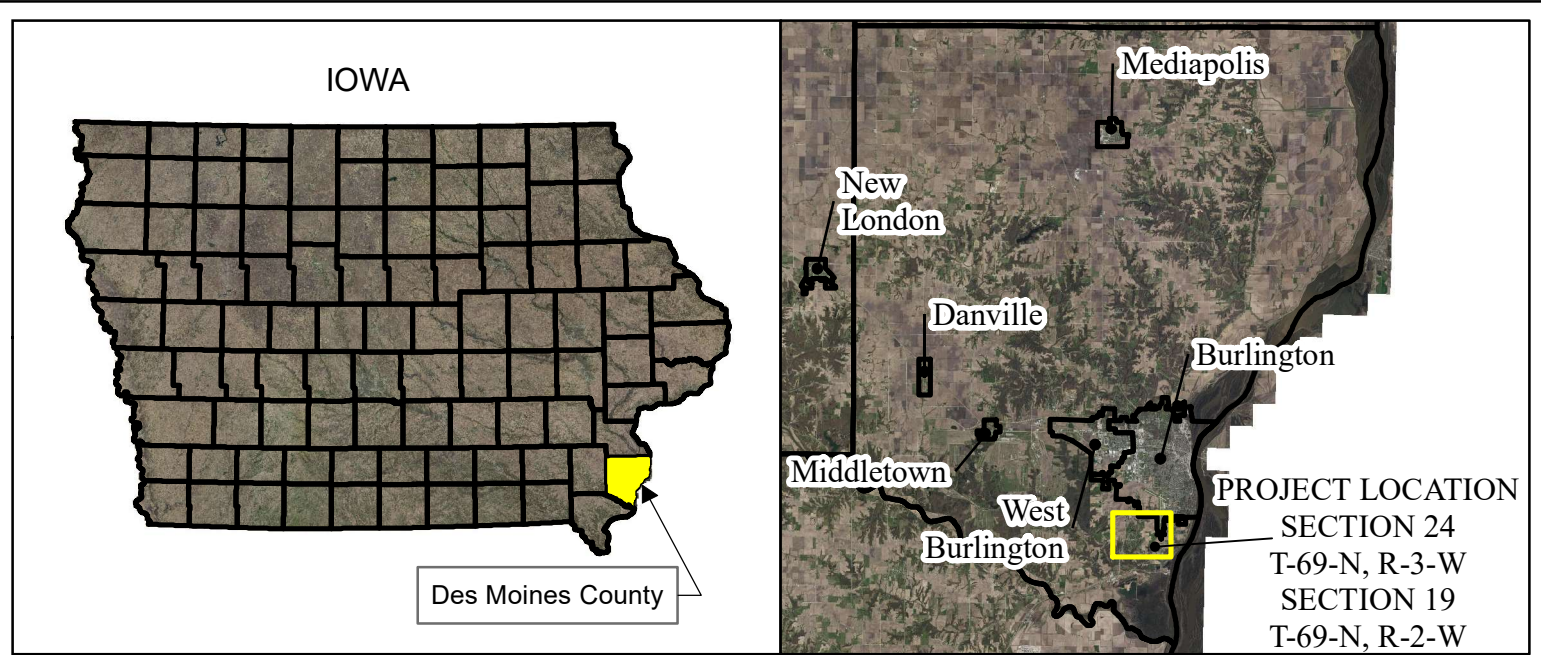 IOWA
Des Moines County
Mediapolis
New
London
Danville
Burlington
Middletown
West
Burlington
PROJECT LOCATION
SECTION 24
T-69-N, R-3-W
SECTION 19
T-69-N, R-2-W